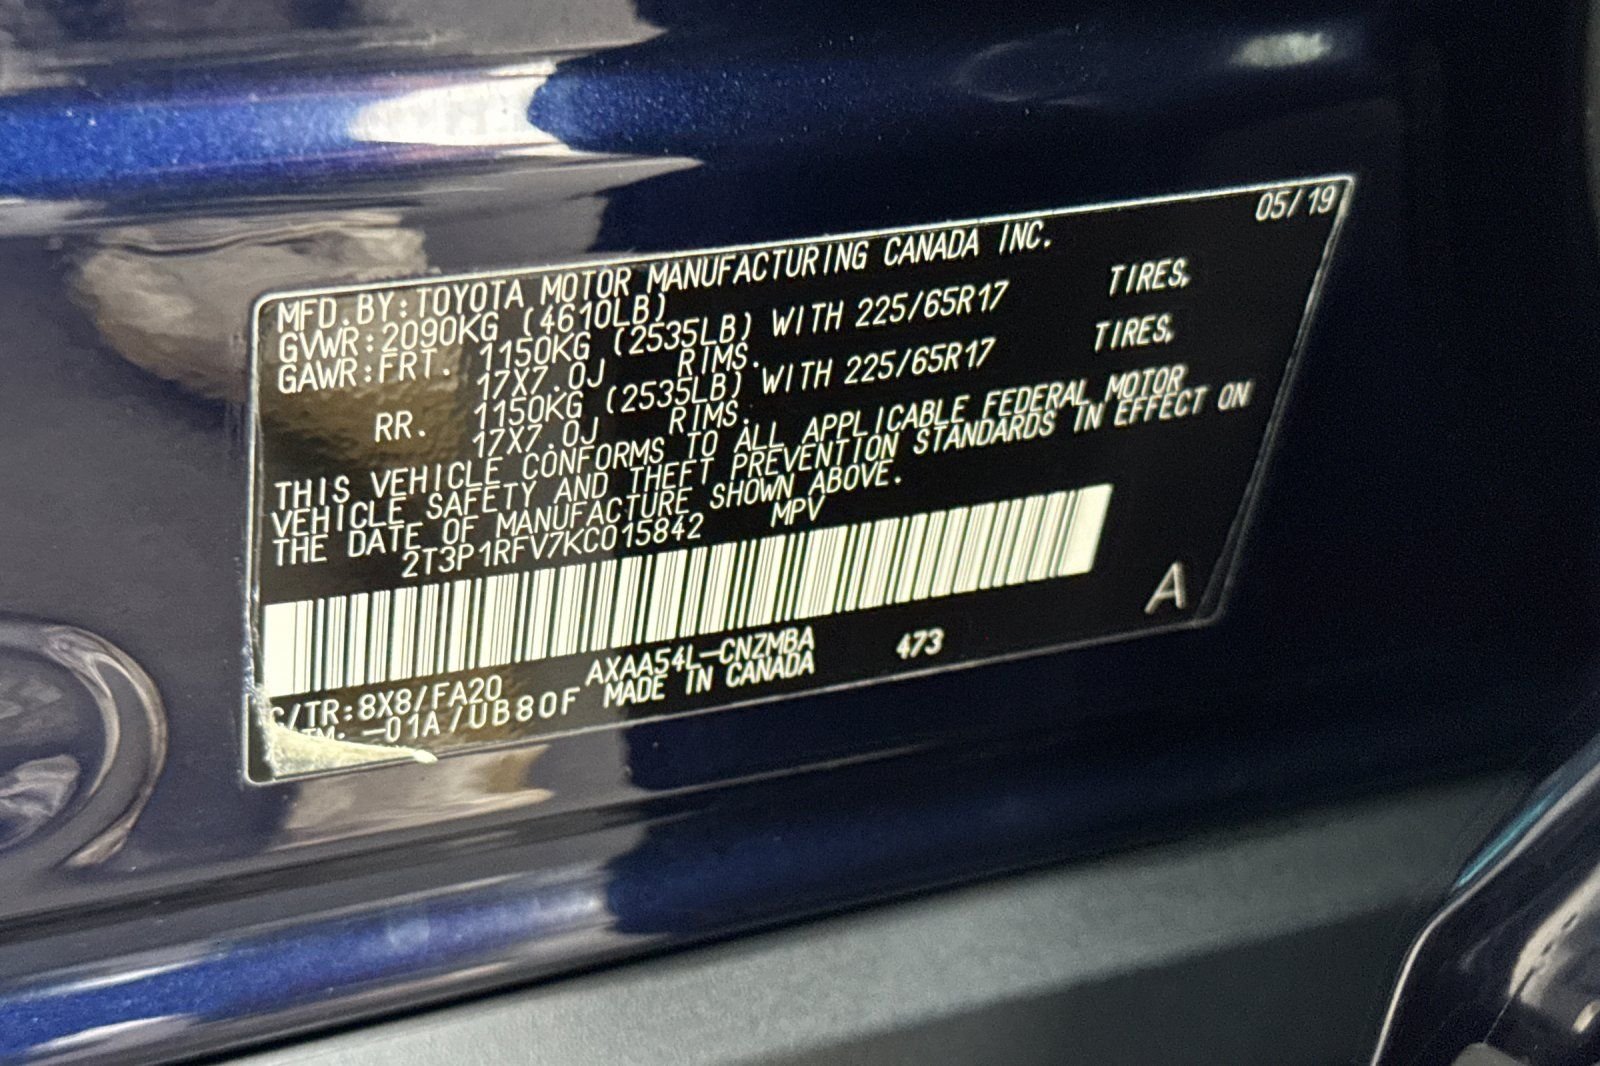 05/19
MFD.BY:TOYOTA MOTOR MANUFACTURING CANADA INC.
GVWR:2090KG (4610LB)
GAWR:FRT. 1150KG (2535LB) WITH 225/65R17 TIRES,
17X7.0J RIMS.
RR. 1150KG (2535LB) WITH 225/65R17 TIRES,
17X7.0J RIMS.
THIS VEHICLE CONFORMS TO ALL APPLICABLE FEDERAL MOTOR
VEHICLE SAFETY AND THEFT PREVENTION STANDARDS IN EFFECT ON
THE DATE OF MANUFACTURE SHOWN ABOVE.
2T3P1RFV7KC015842 MPV
A
C/TR:8X8/FA20 AXAA54L-CNZMBA 473
-01A/UB80F MADE IN CANADA